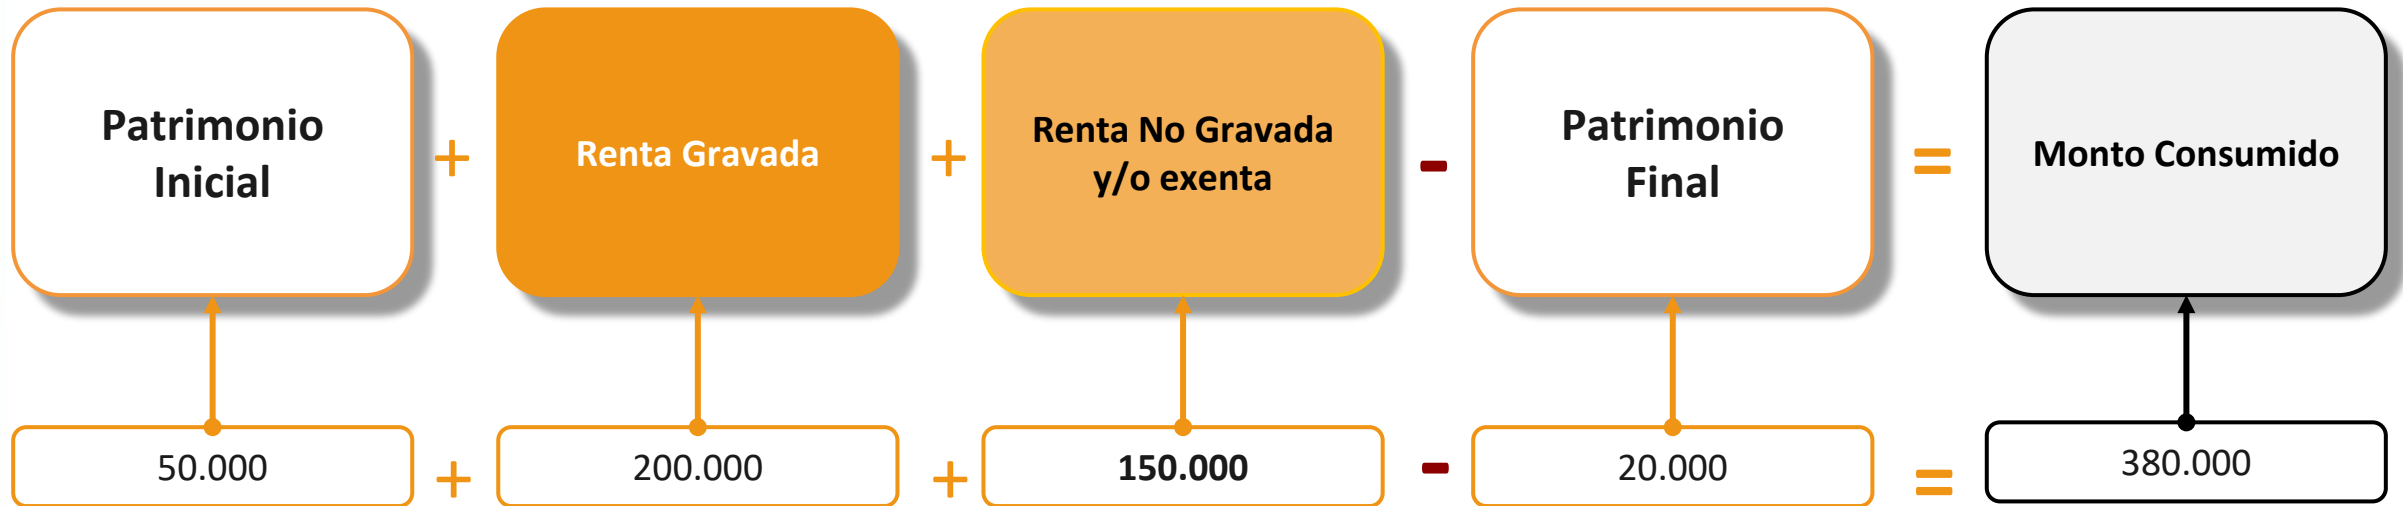 Patrimonio
Inicial
+
Renta Gravada
+
Renta No Gravada
y/o exenta
-
Patrimonio
Final
=
Monto Consumido
50.000
+
200.000
+
150.000
-
20.000
=
380.000